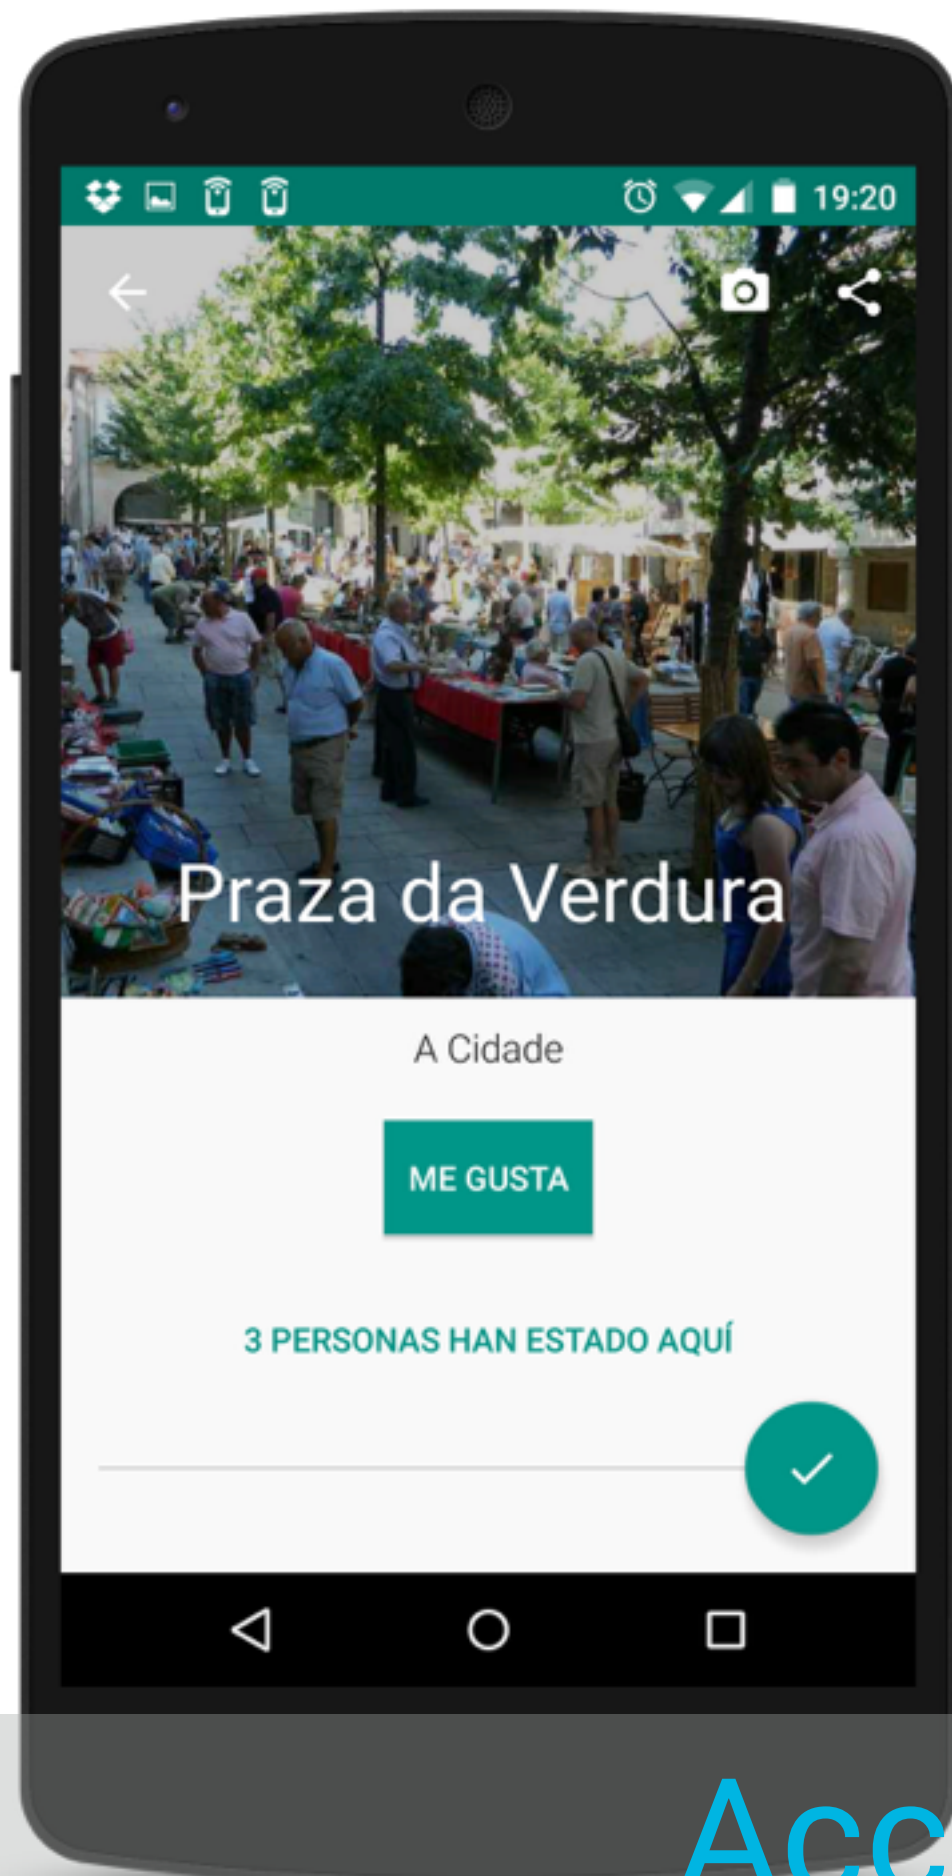 19:20
Praza da Verdura
A Cidade
ME GUSTA
3 PERSONAS HAN ESTADO AQUÍ
Acc